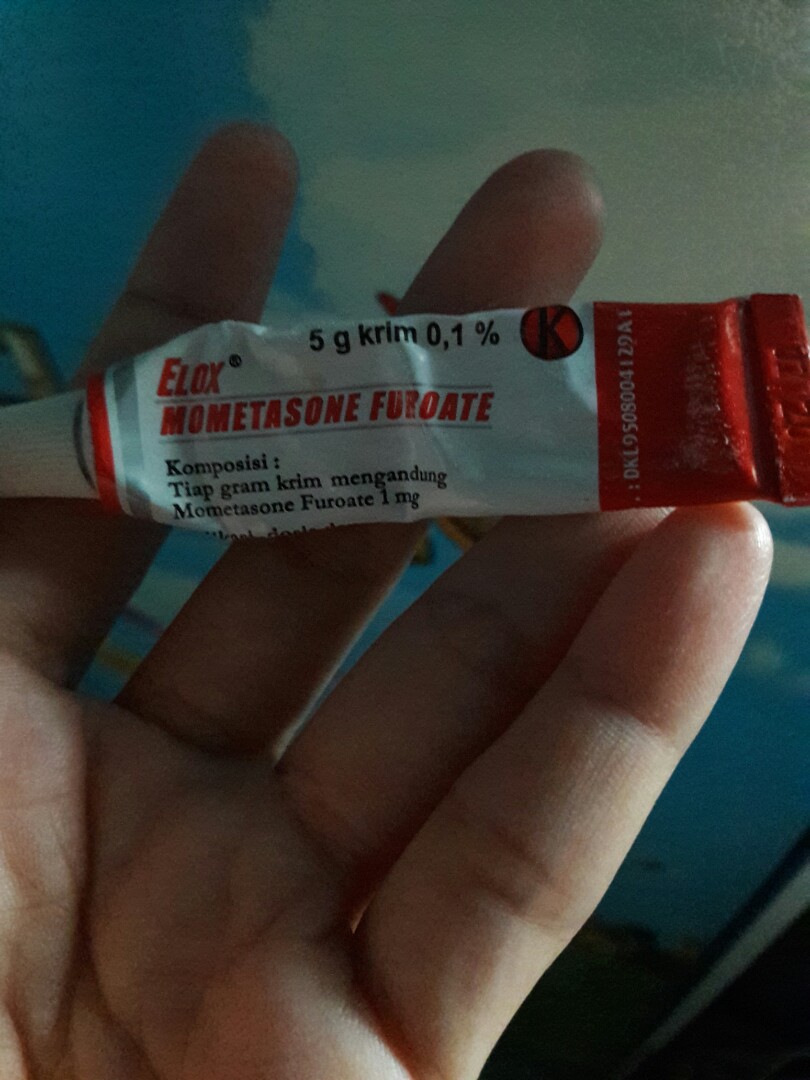 5 g krim 0,1 %
K
ELOX®
MOMETASONE FUROATE
Komposisi :
Tiap gram krim mengandung
Mometasone Furoate 1 mg
DKL9508004129A1